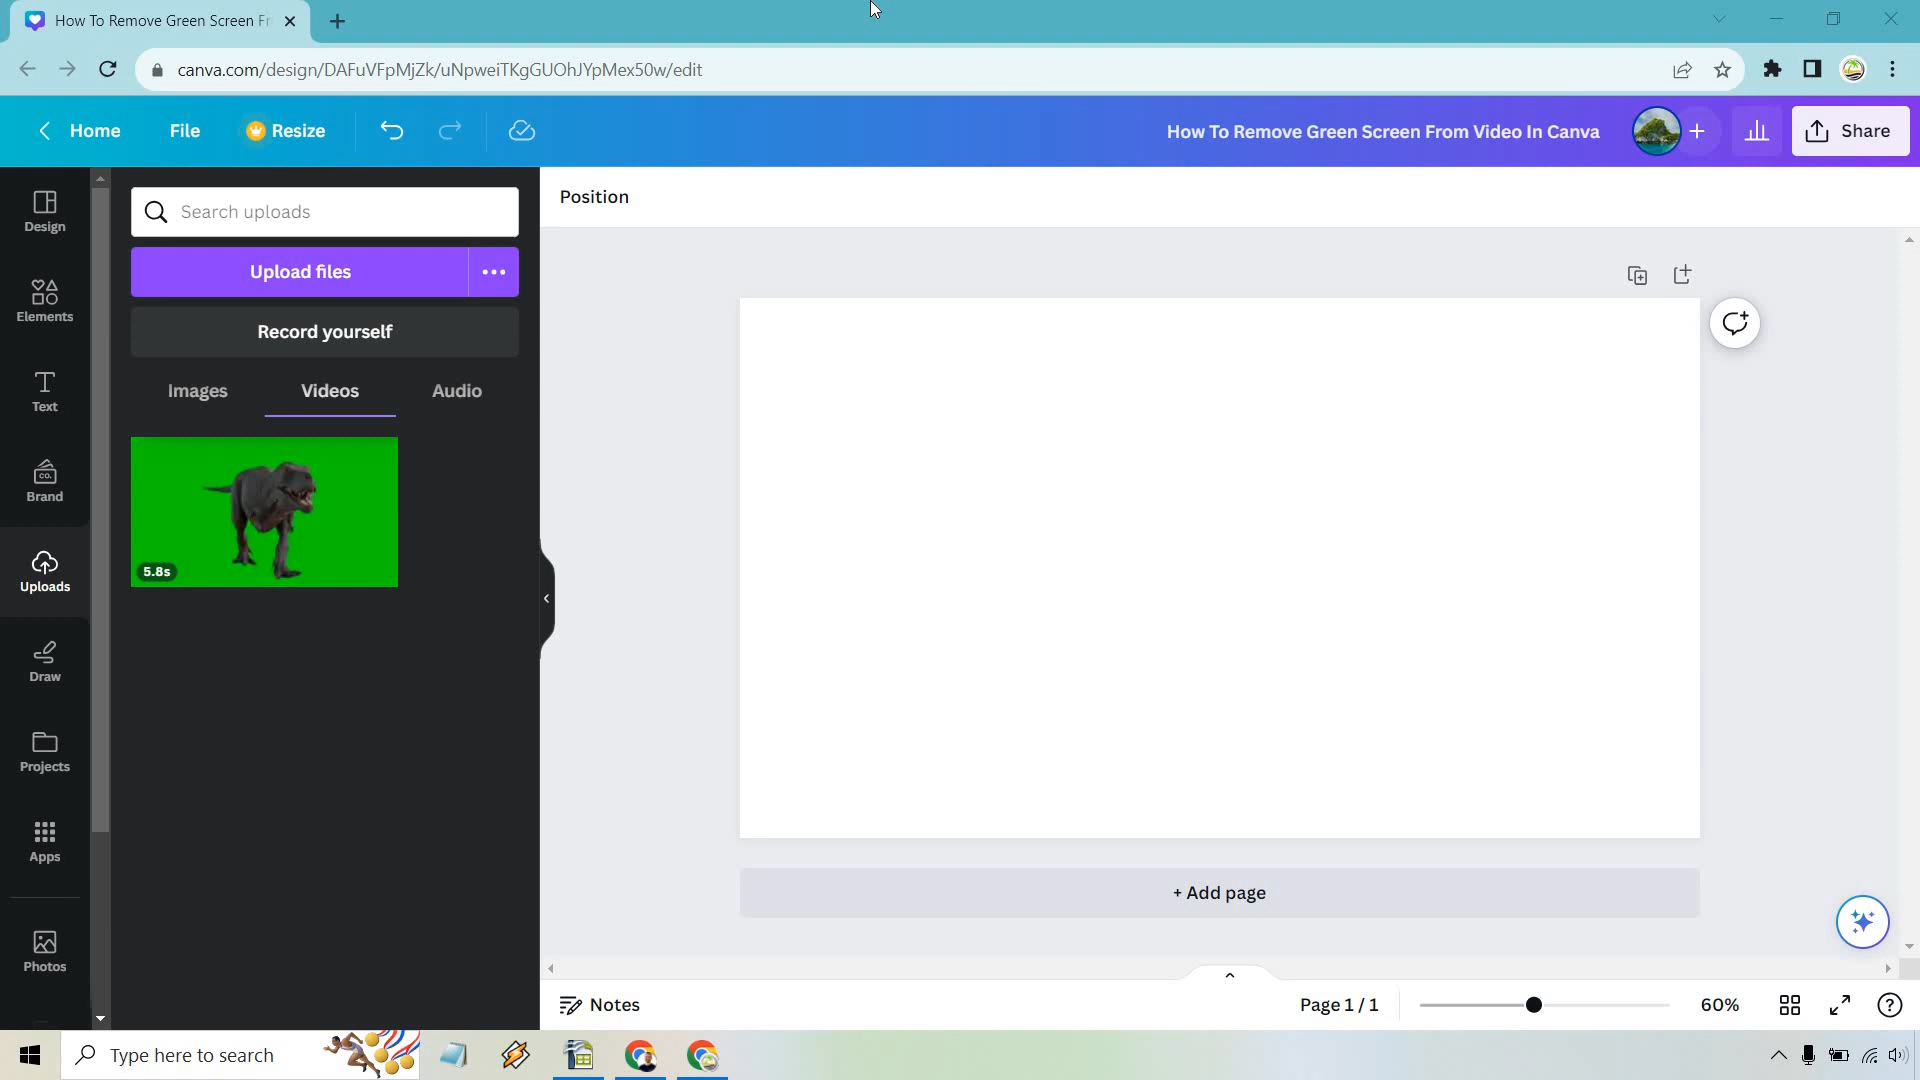 How To Remove Green Screen Fr
canva.com/design/DAFuVFpMjZk/uNpweiTKgGUOhJYpMex50w/edit
Home
File
Resize
How To Remove Green Screen From Video In Canva
Share
Design
Elements
Text
CO.
Brand
Uploads
Draw
Projects
Apps
Photos
Search uploads
Upload files
Record yourself
Images
Videos
Audio
5.8s
Position
+ Add page
Notes
Page 1 / 1
60%
Type here to search